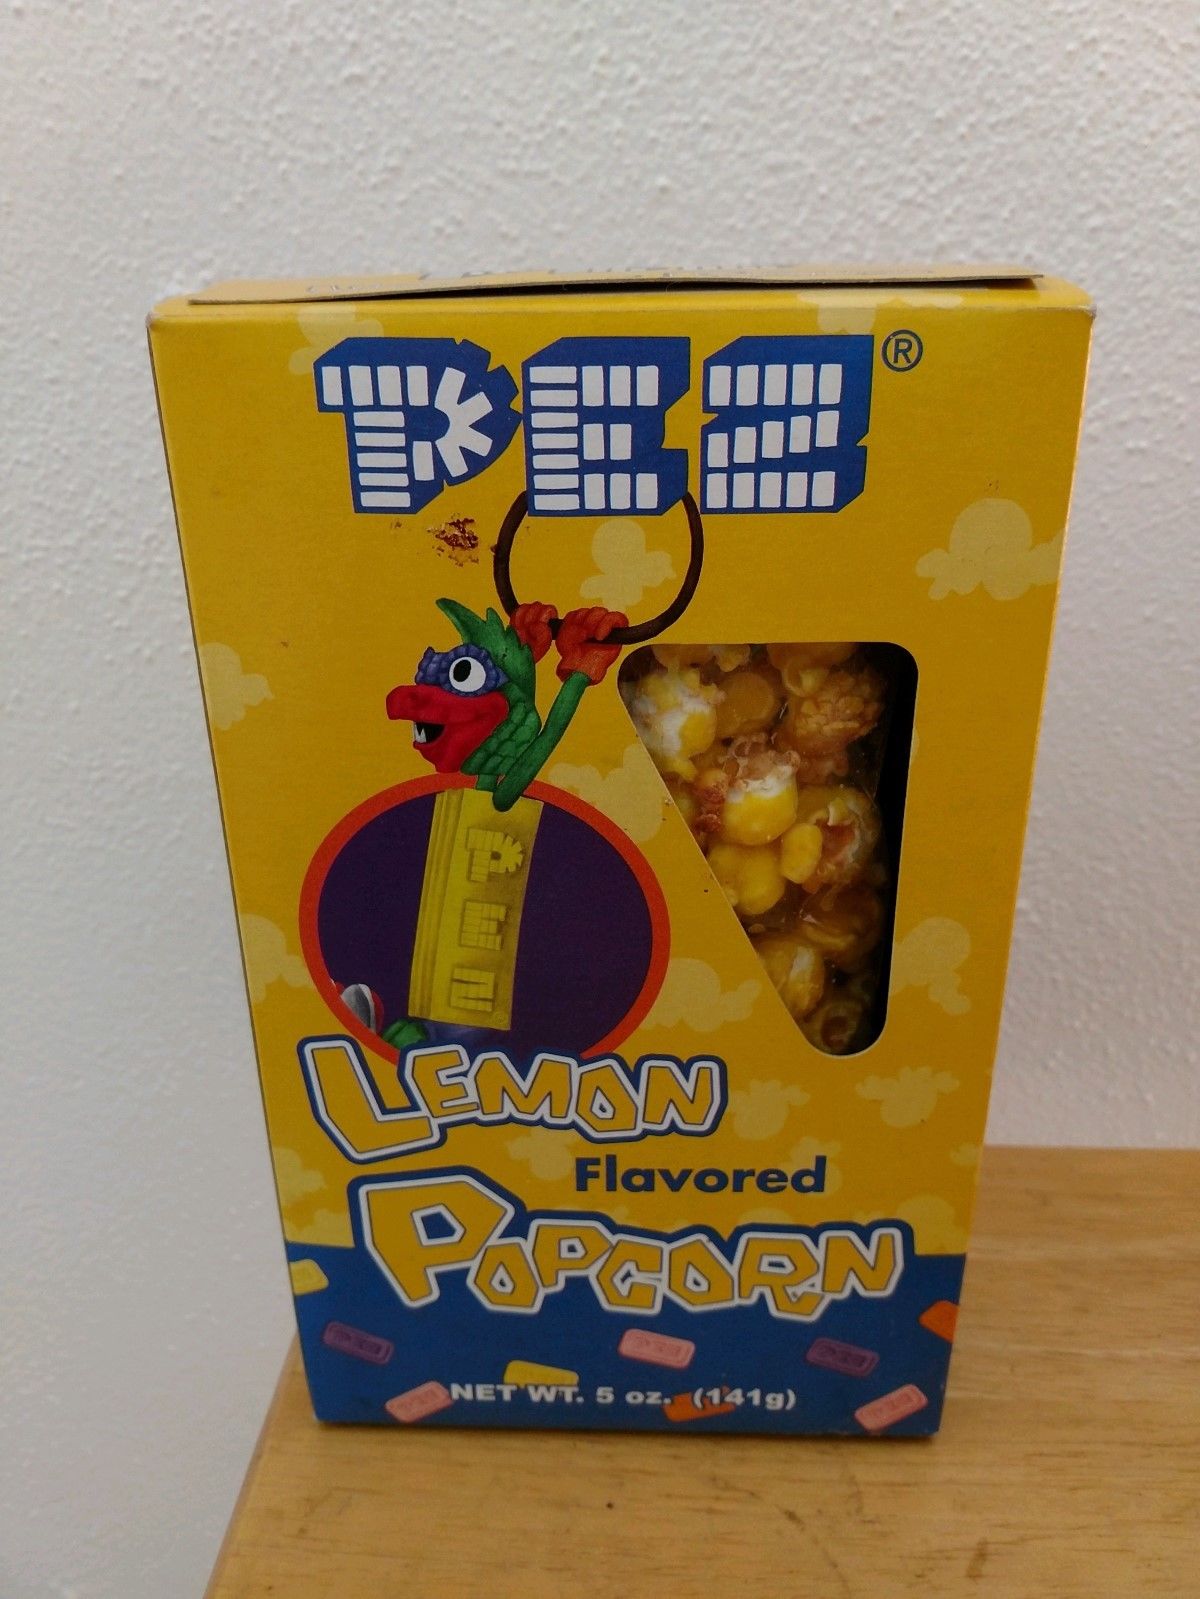 PEZ®
PEZ
LEMON
Flavored
POPCORN
NET WT. 5 oz. (141g)